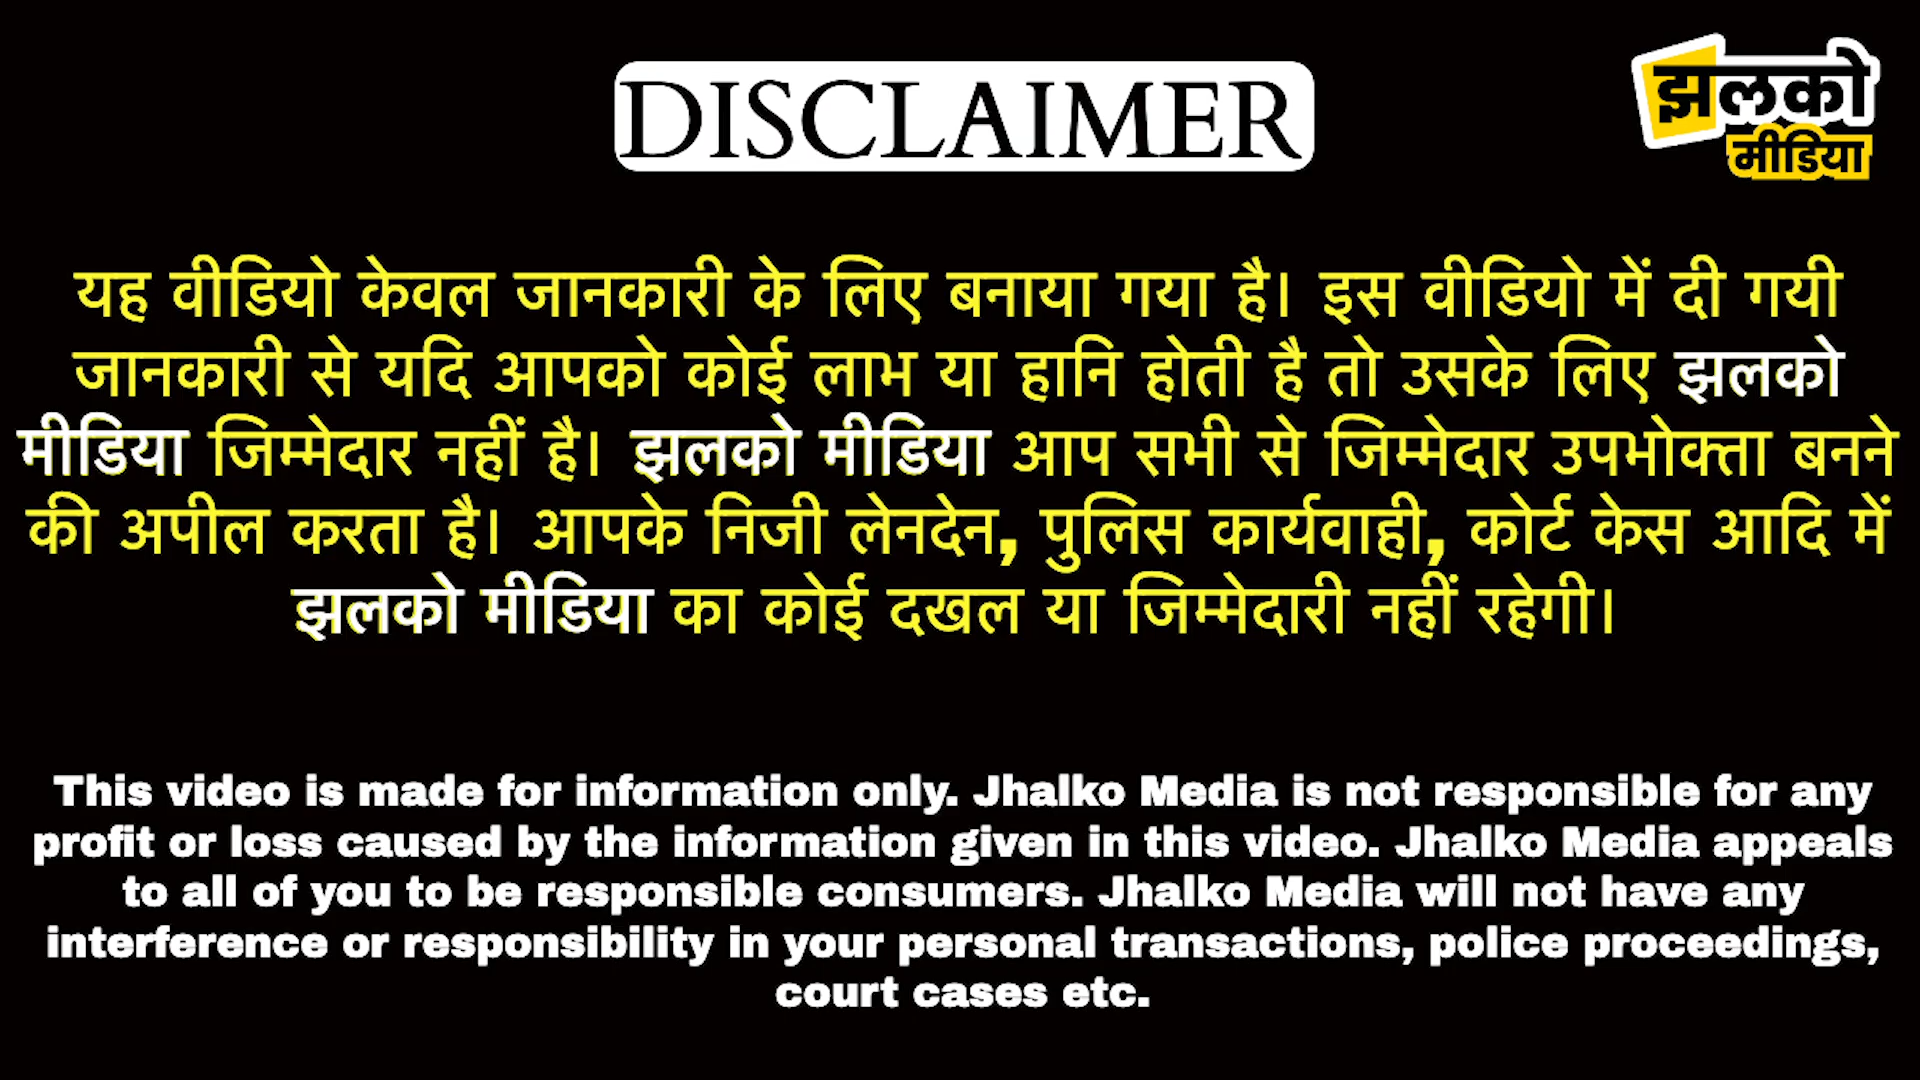 DISCLAIMER
झलको
मीडिया
यह वीडियो केवल जानकारी के लिए बनाया गया है। इस वीडियो में दी गयी
जानकारी से यदि आपको कोई लाभ या हानि होती है तो उसके लिए झलको
मीडिया जिम्मेदार नहीं है। झलको मीडिया आप सभी से जिम्मेदार उपभोक्ता बनने
की अपील करता है। आपके निजी लेनदेन, पुलिस कार्यवाही, कोर्ट केस आदि में
झलको मीडिया का कोई दखल या जिम्मेदारी नहीं रहेगी।
This video is made for information only. Jhalko Media is not responsible for any
profit or loss caused by the information given in this video. Jhalko Media appeals
to all of you to be responsible consumers. Jhalko Media will not have any
interference or responsibility in your personal transactions, police proceedings,
court cases etc.